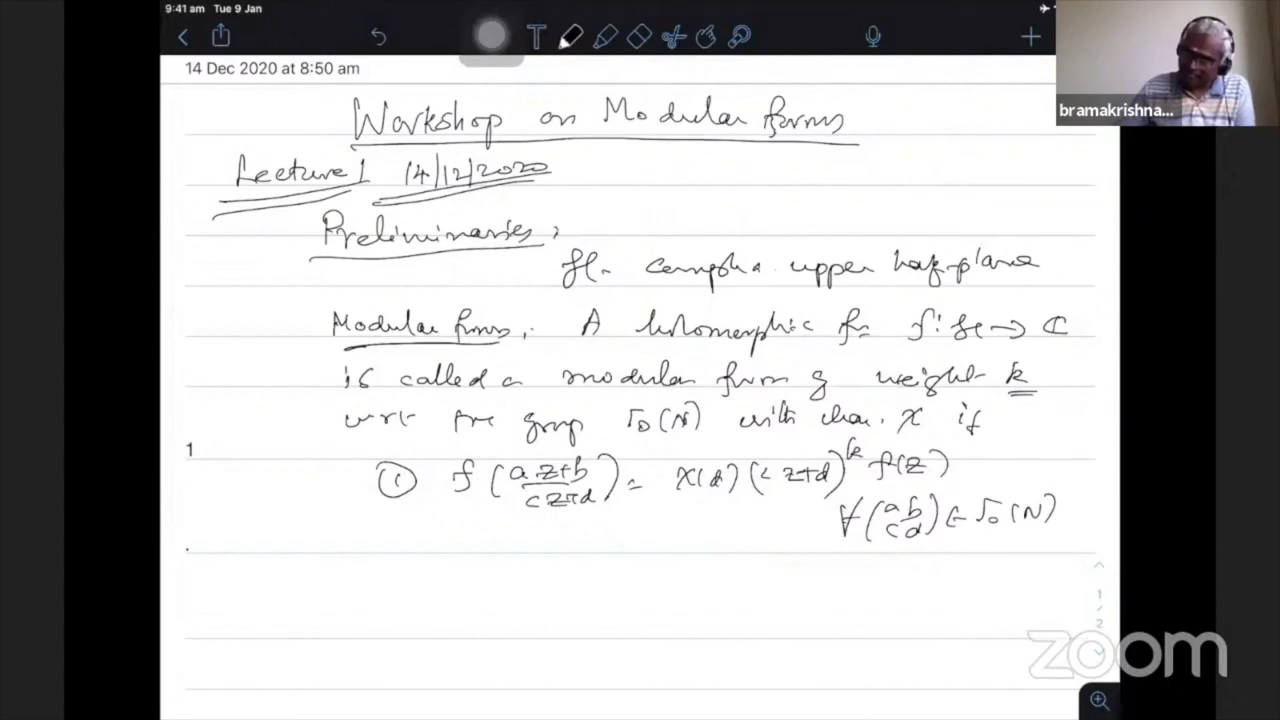 9:41 am Tue 9 Jan
bramakrishna...
14 Dec 2020 at 8:50 am
Workshop on Modular forms
Lecture 1 14/12/2020
Preliminaries:
ℋ - complex upper half-plane
Modular forms: A holomorphic fn f: ℋ → ℂ
is called a modular form of weight k
w.r.t the group Γ₀(N) with char. χ if
1
① f(az+b/cz+d) = χ(d) (cz+d)^k f(z)
∀ (a b c d) ∈ Γ₀(N)
1
/
2
zoom